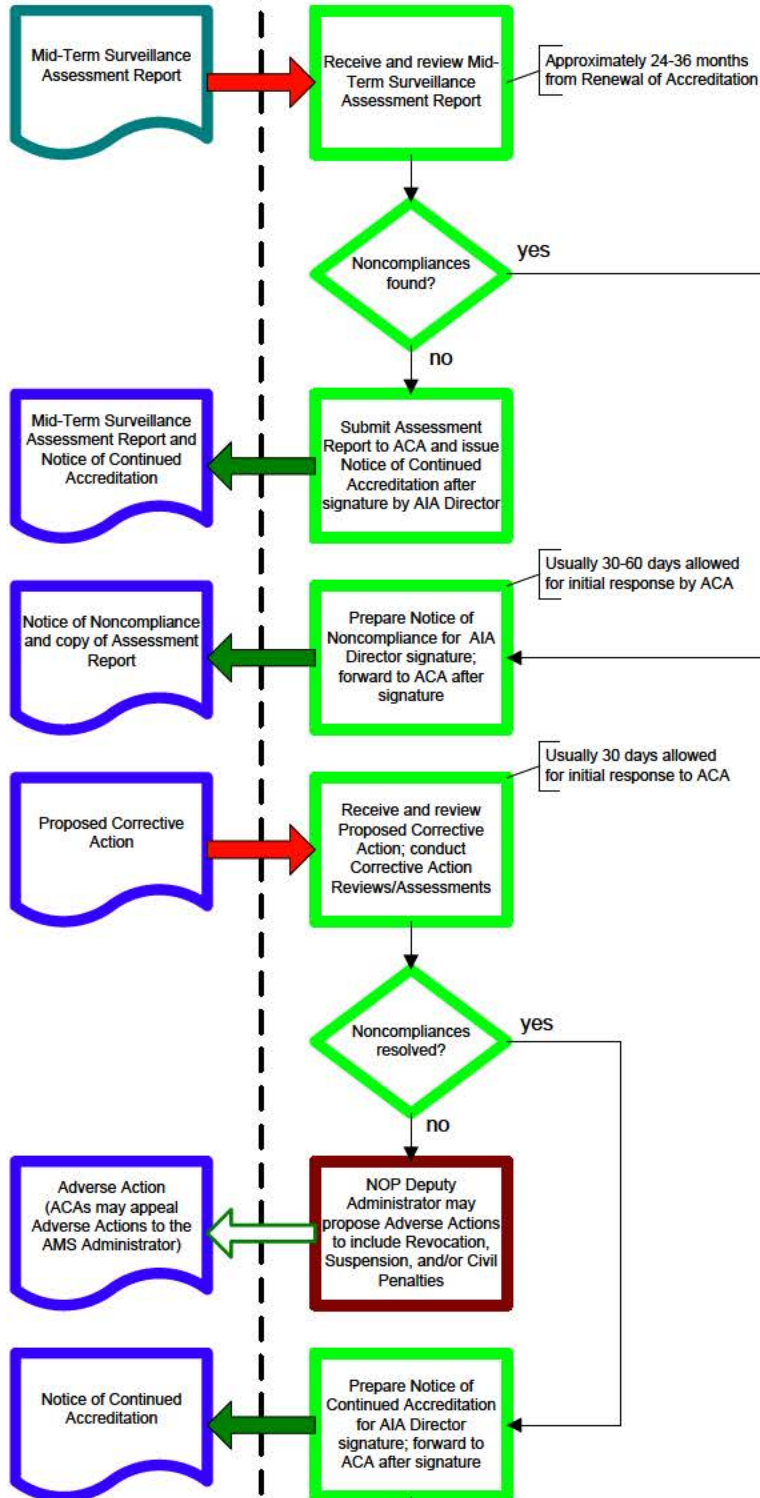 Mid-Term Surveillance
Assessment Report
Receive and review Mid-
Term Surveillance
Assessment Report
Approximately 24-36 months
from Renewal of Accreditation
Noncompliances
found?
yes
no
Mid-Term Surveillance
Assessment Report and
Notice of Continued
Accreditation
Submit Assessment
Report to ACA and issue
Notice of Continued
Accreditation after
signature by AIA Director
Usually 30-60 days allowed
for initial response by ACA
Notice of Noncompliance
and copy of Assessment
Report
Prepare Notice of
Noncompliance for AIA
Director signature;
forward to ACA after
signature
Usually 30 days allowed
for initial response to ACA
Proposed Corrective
Action
Receive and review
Proposed Corrective
Action; conduct
Corrective Action
Reviews/Assessments
Noncompliances
resolved?
yes
no
Adverse Action
(ACAs may appeal
Adverse Actions to the
AMS Administrator)
NOP Deputy
Administrator may
propose Adverse Actions
to include Revocation,
Suspension, and/or Civil
Penalties
Notice of Continued
Accreditation
Prepare Notice of
Continued Accreditation
for AIA Director
signature; forward to
ACA after signature